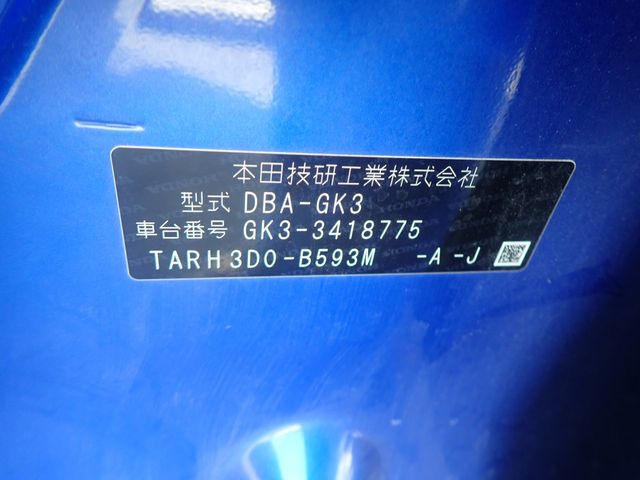 本田技研工業株式会社
型式 DBA-GK3
車台番号 GK3-3418775
TARH3D0-B593M -A -J